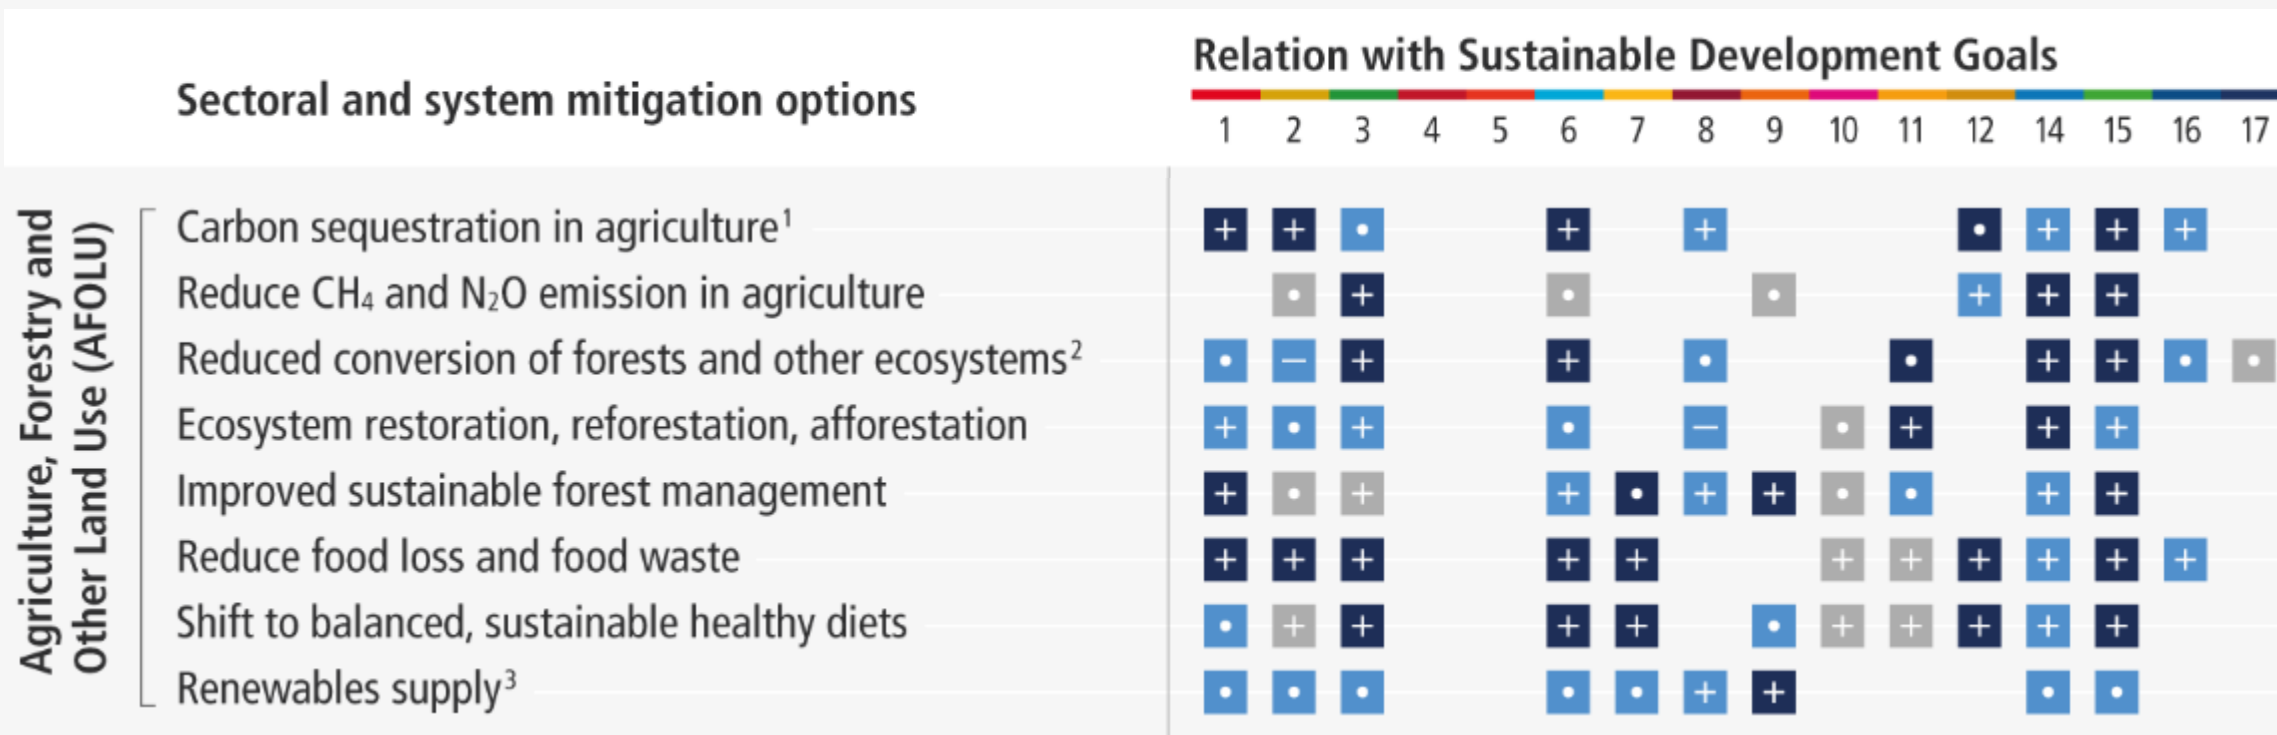 Relation with Sustainable Development Goals
Sectoral and system mitigation options
1 2 3 4 5 6 7 8 9 10 11 12 14 15 16 17
Agriculture, Forestry and
Other Land Use (AFOLU)
Carbon sequestration in agriculture¹ + + • + + • + + +
Reduce CH₄ and N₂O emission in agriculture • + • • + + +
Reduced conversion of forests and other ecosystems² • − + + • • + + • •
Ecosystem restoration, reforestation, afforestation + • + • − • + + +
Improved sustainable forest management + • + + • + + • • + +
Reduce food loss and food waste + + + + + + + + + + +
Shift to balanced, sustainable healthy diets • + + + + • + + + + +
Renewables supply³ • • • • • + + • •